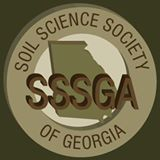 SOIL SCIENCE SOCIETY
SSSGA
OF GEORGIA